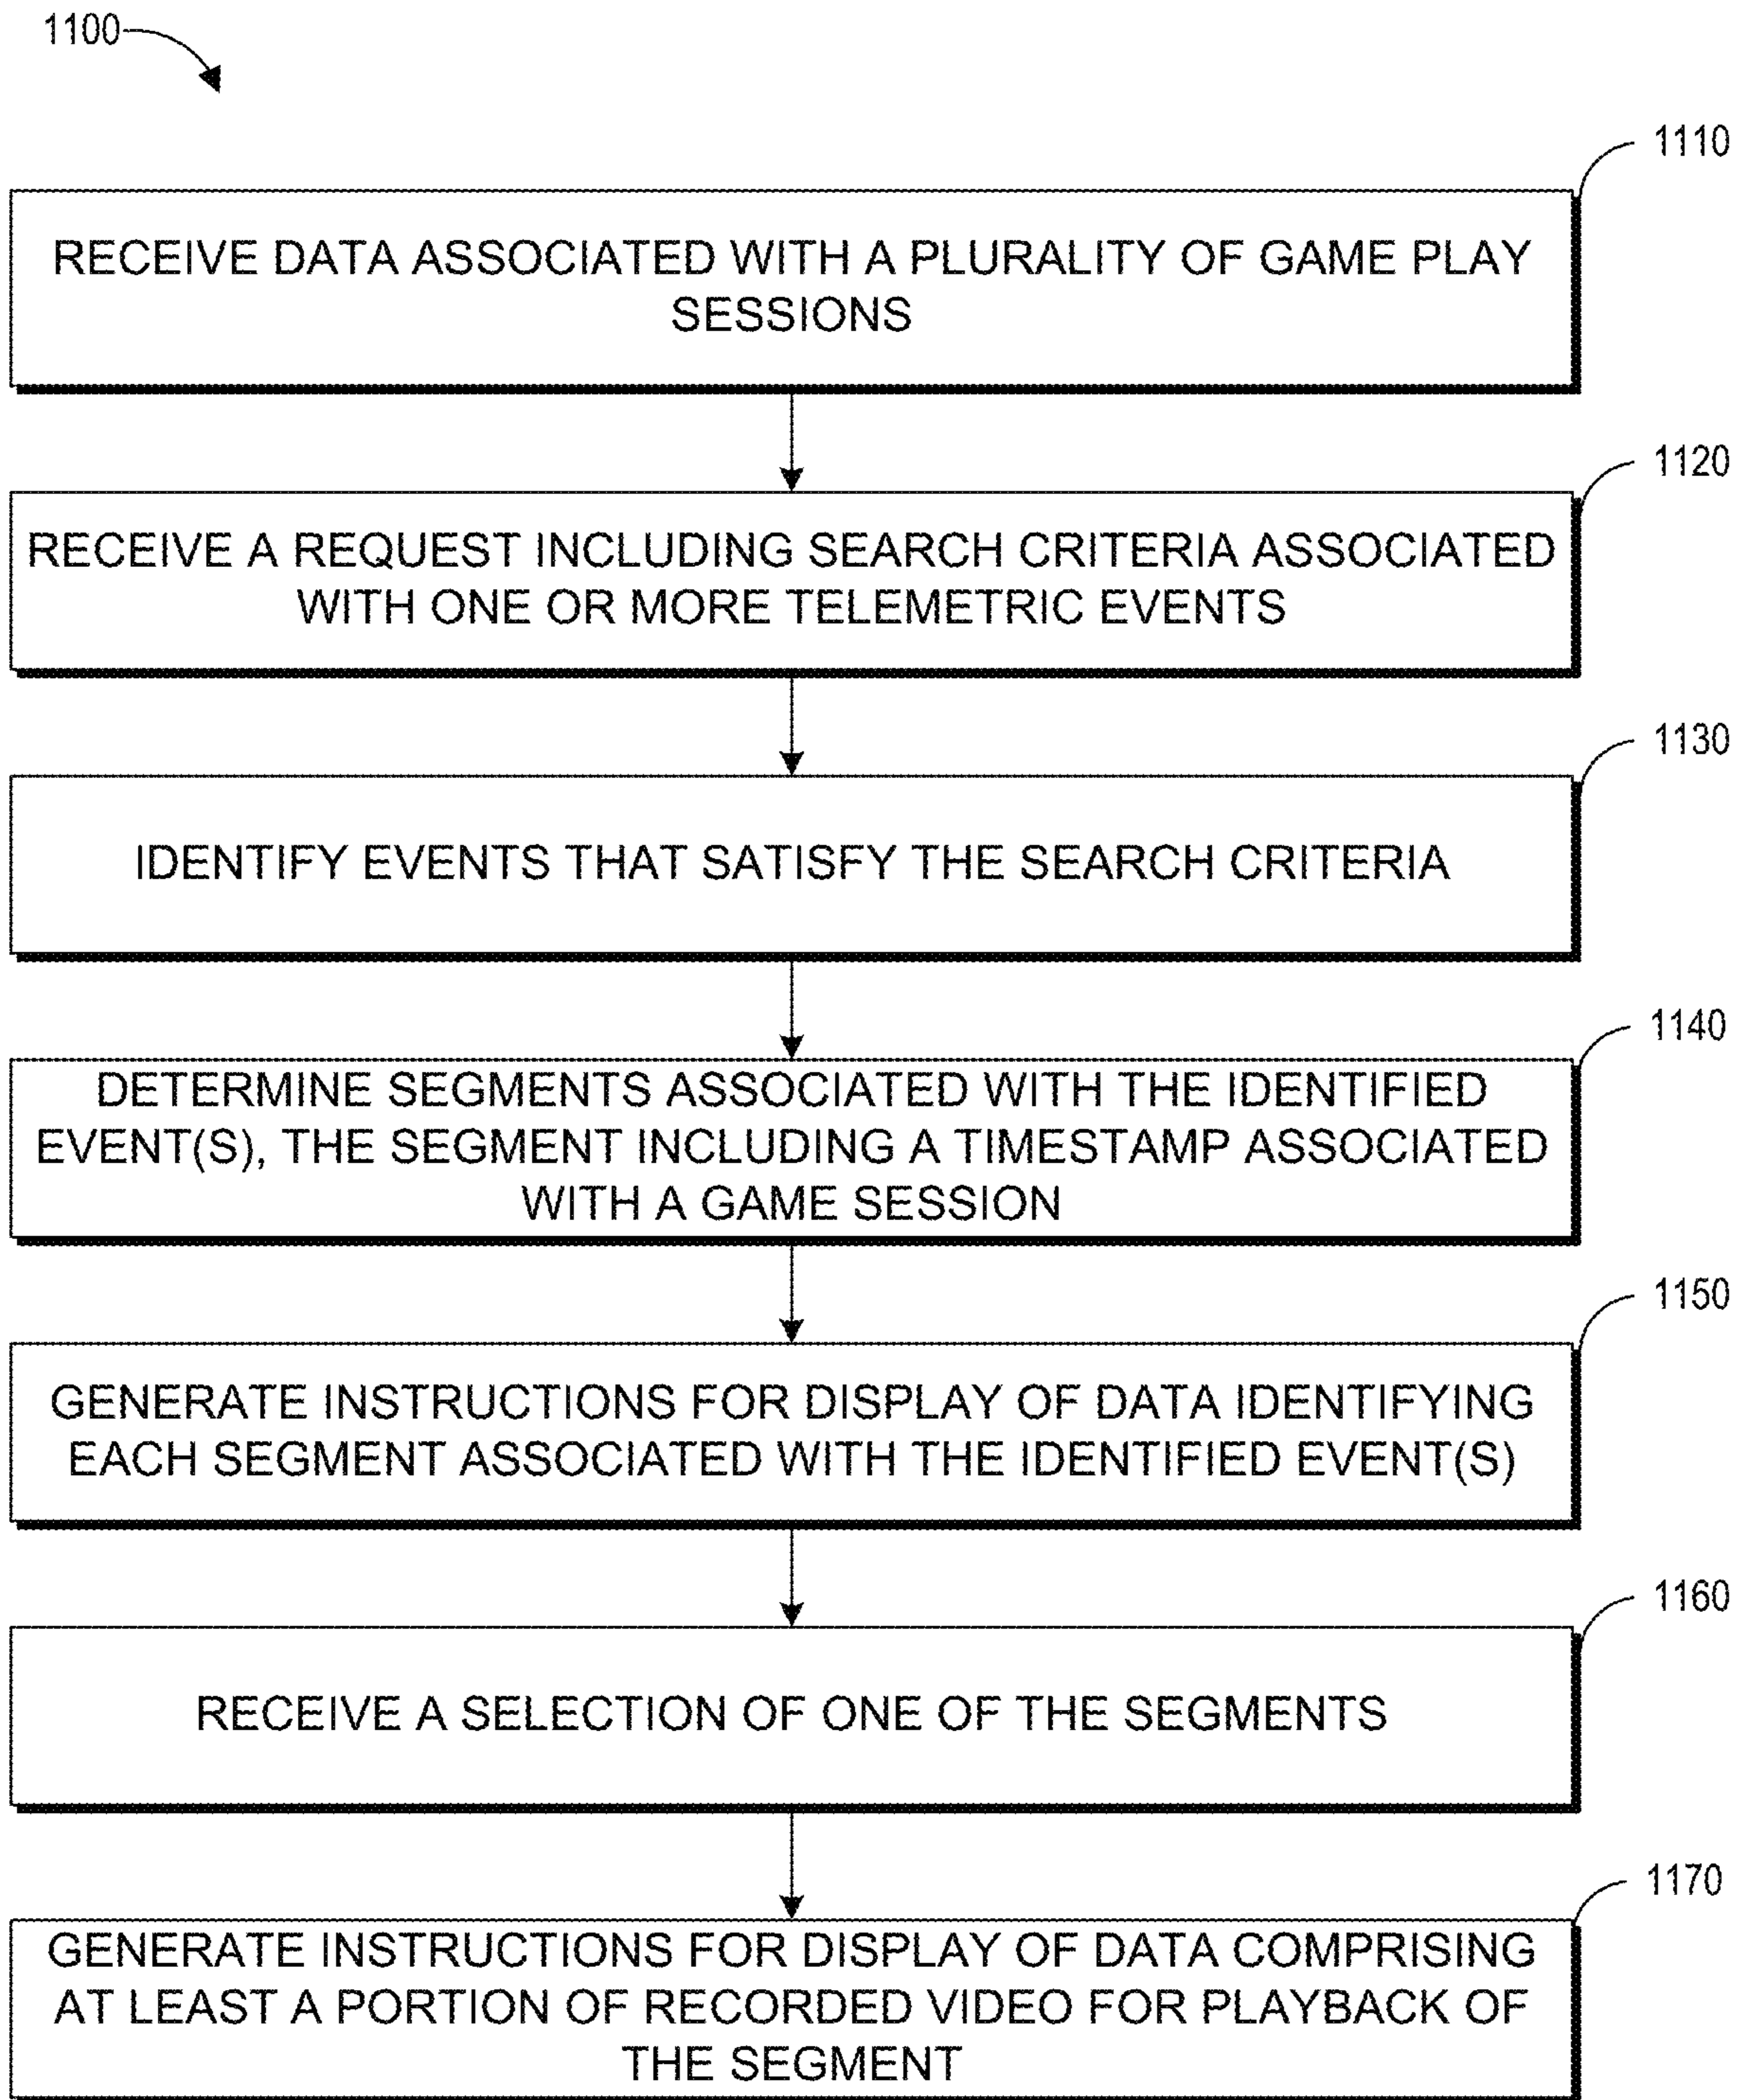 1100
1110
RECEIVE DATA ASSOCIATED WITH A PLURALITY OF GAME PLAY
SESSIONS
1120
RECEIVE A REQUEST INCLUDING SEARCH CRITERIA ASSOCIATED
WITH ONE OR MORE TELEMETRIC EVENTS
1130
IDENTIFY EVENTS THAT SATISFY THE SEARCH CRITERIA
1140
DETERMINE SEGMENTS ASSOCIATED WITH THE IDENTIFIED
EVENT(S), THE SEGMENT INCLUDING A TIMESTAMP ASSOCIATED
WITH A GAME SESSION
1150
GENERATE INSTRUCTIONS FOR DISPLAY OF DATA IDENTIFYING
EACH SEGMENT ASSOCIATED WITH THE IDENTIFIED EVENT(S)
1160
RECEIVE A SELECTION OF ONE OF THE SEGMENTS
1170
GENERATE INSTRUCTIONS FOR DISPLAY OF DATA COMPRISING
AT LEAST A PORTION OF RECORDED VIDEO FOR PLAYBACK OF
THE SEGMENT